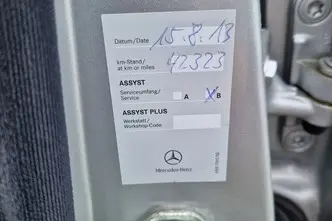 Datum/Date 15.8.13
km-Stand/
at km or miles 42323
ASSYST
Serviceumfang/
Service A X B
ASSYST PLUS
Werkstatt/
Workshop Code
Mercedes-Benz